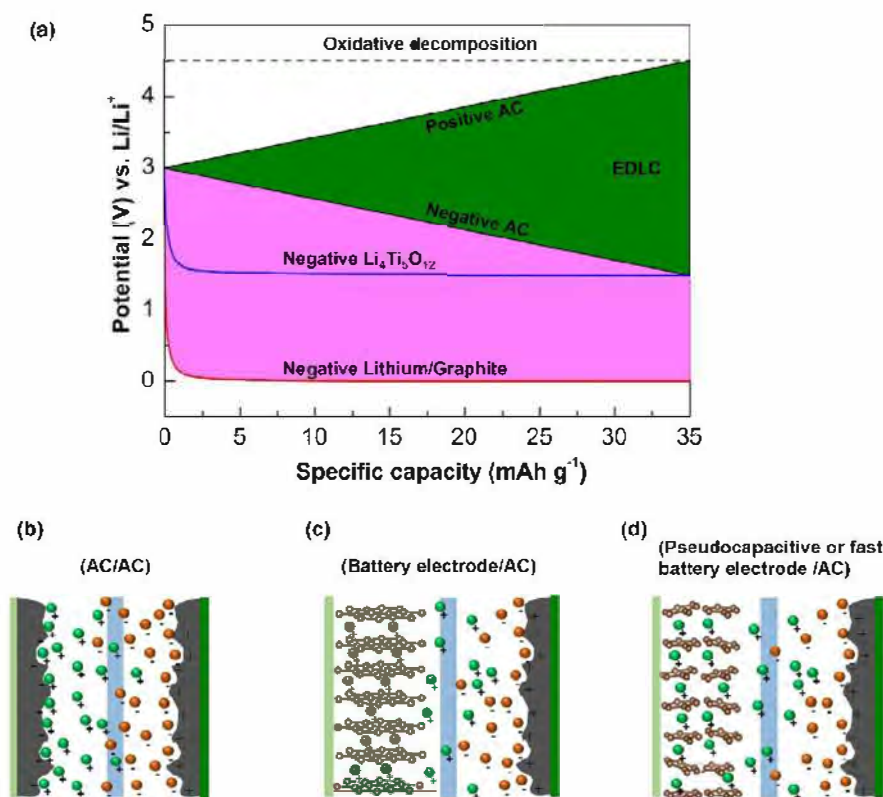 (a)
5
Oxidative decomposition
4
Positive AC
3
EDLC
Negative AC
2
Negative Li₄Ti₅O₁₂
1
Negative Lithium/Graphite
0
0 5 10 15 20 25 30 35
Potential (V) vs. Li/Li⁺
Specific capacity (mAh g⁻¹)
(b)
(AC/AC)
(c)
(Battery electrode/AC)
(d)
(Pseudocapacitive or fast
battery electrode /AC)